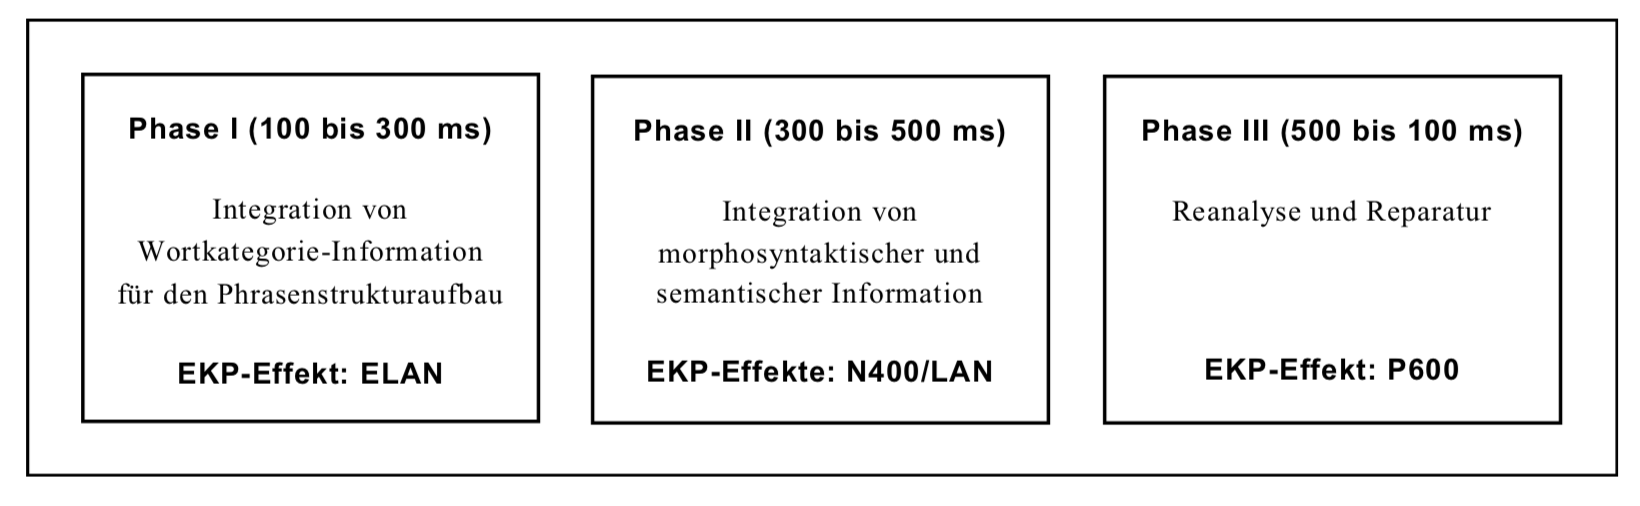 Phase I (100 bis 300 ms)
Integration von
Wortkategorie-Information
für den Phrasenstrukturaufbau
EKP-Effekt: ELAN
Phase II (300 bis 500 ms)
Integration von
morphosyntaktischer und
semantischer Information
EKP-Effekte: N400/LAN
Phase III (500 bis 100 ms)
Reanalyse und Reparatur
EKP-Effekt: P600